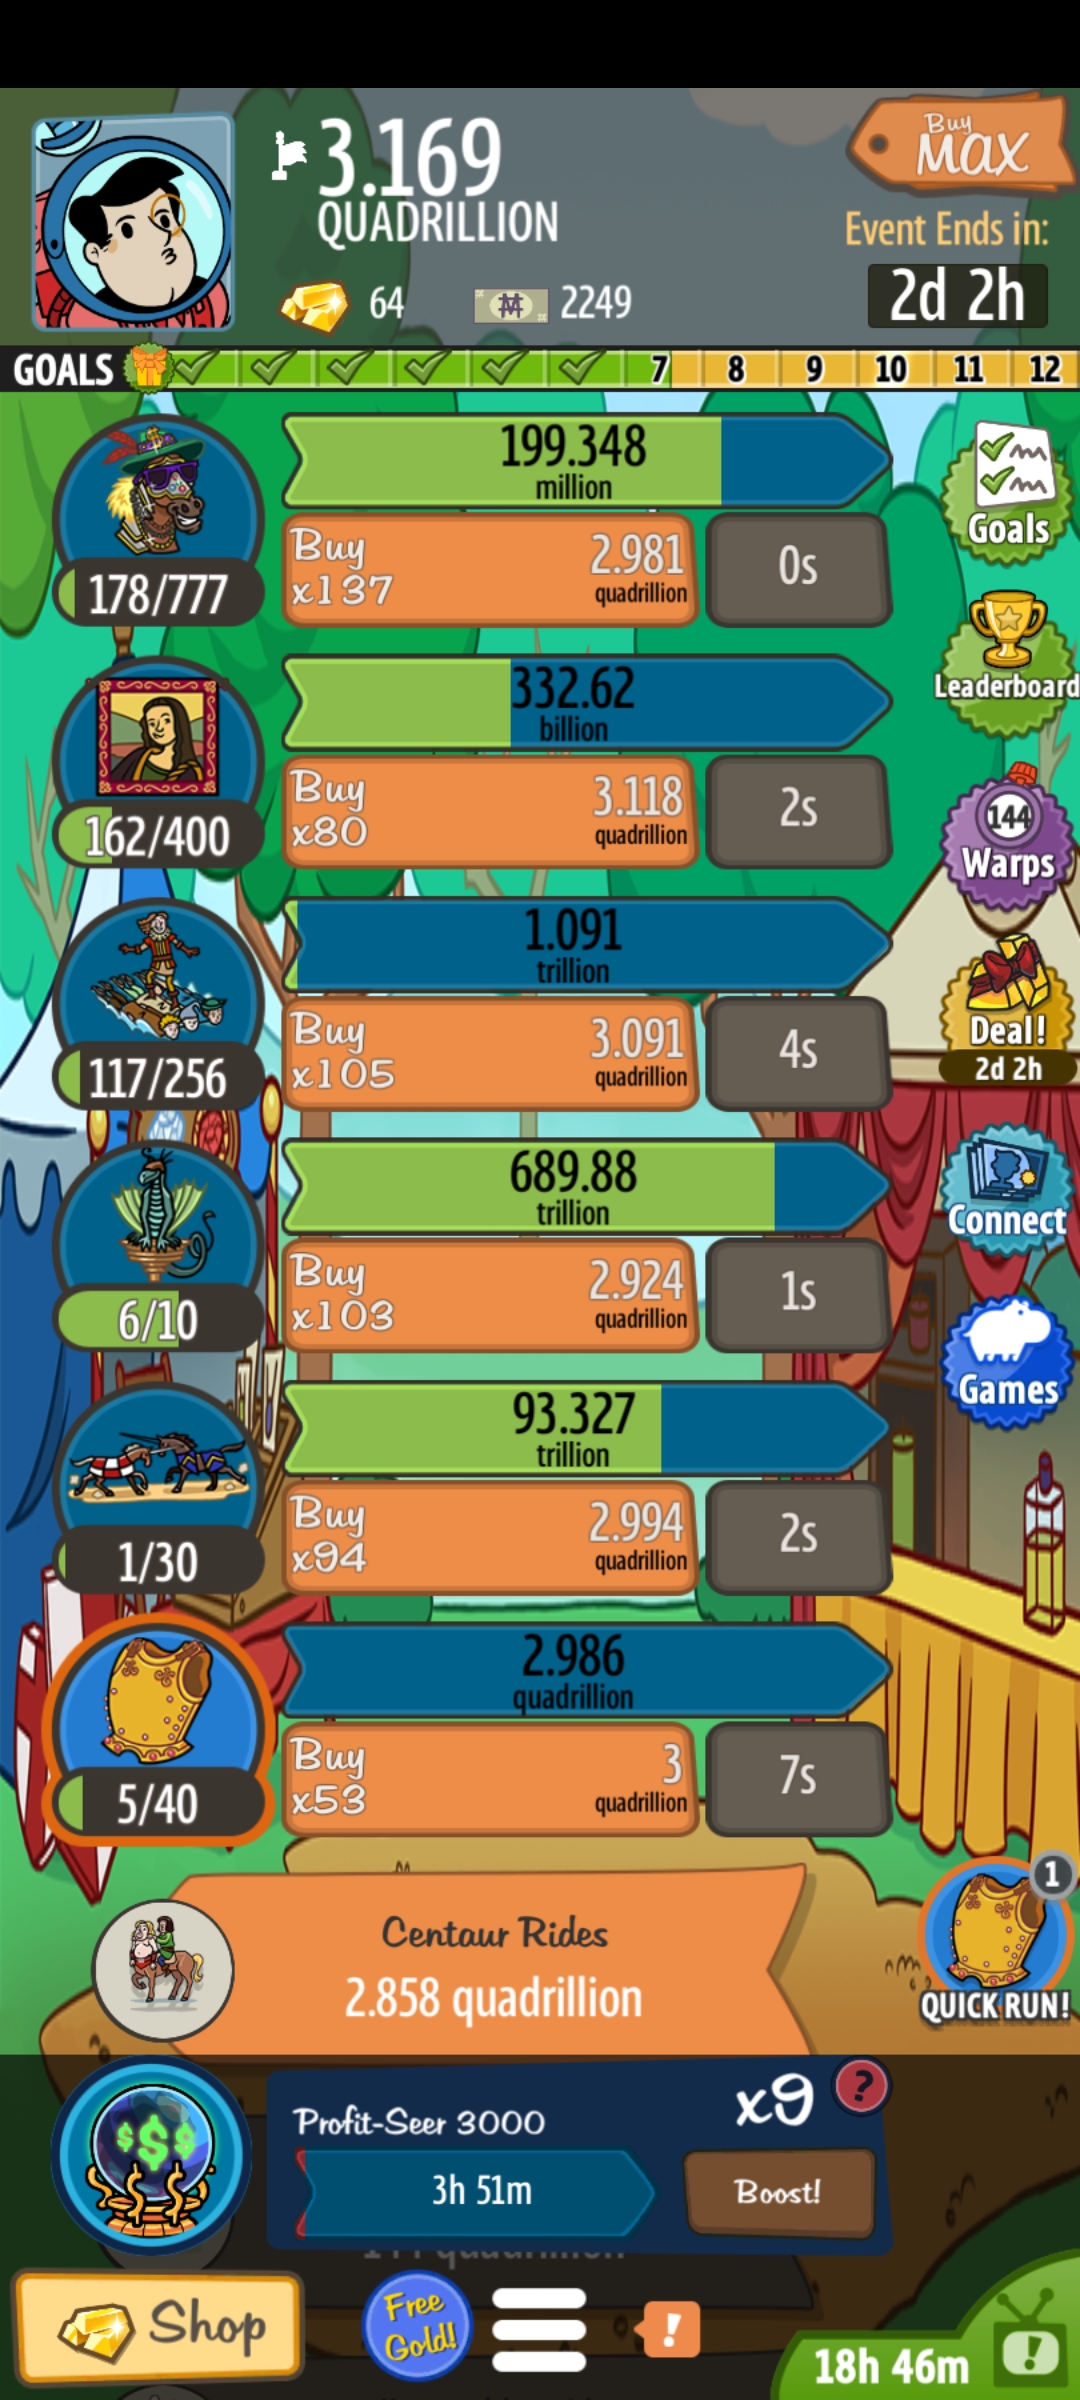 3.169
QUADRILLION
Buy
MAX
Event Ends in:
64
2249
2d 2h
GOALS
7 8 9 10 11 12
199.348
million
Buy
x137
2.981
quadrillion
0s
178/777
Goals
Leaderboard
332.62
billion
Buy
x80
3.118
quadrillion
2s
162/400
144
Warps
1.091
trillion
Buy
x105
3.091
quadrillion
4s
117/256
Deal!
2d 2h
689.88
trillion
Buy
x103
2.924
quadrillion
1s
6/10
Connect
Games
93.327
trillion
Buy
x94
2.994
quadrillion
2s
1/30
2.986
quadrillion
Buy
x53
3
quadrillion
7s
5/40
Centaur Rides
2.858 quadrillion
1
QUICK RUN!
$$$
Profit-Seer 3000
x9
?
3h 51m
Boost!
Shop
Free
Gold!
!
18h 46m
!